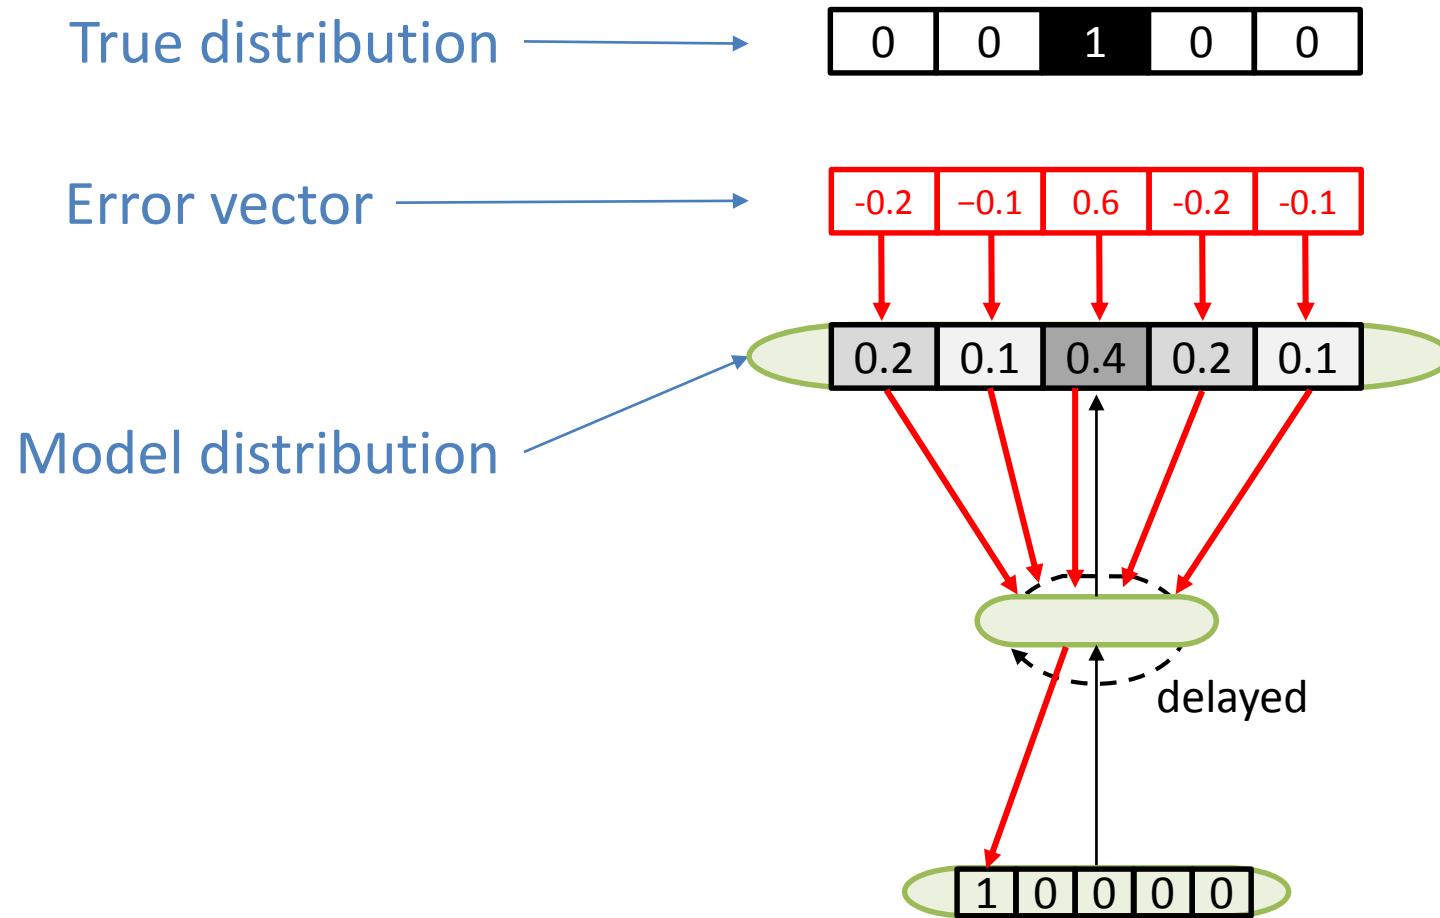 True distribution 0 0 1 0 0
Error vector -0.2 −0.1 0.6 -0.2 -0.1
0.2 0.1 0.4 0.2 0.1
Model distribution
delayed
1 0 0 0 0